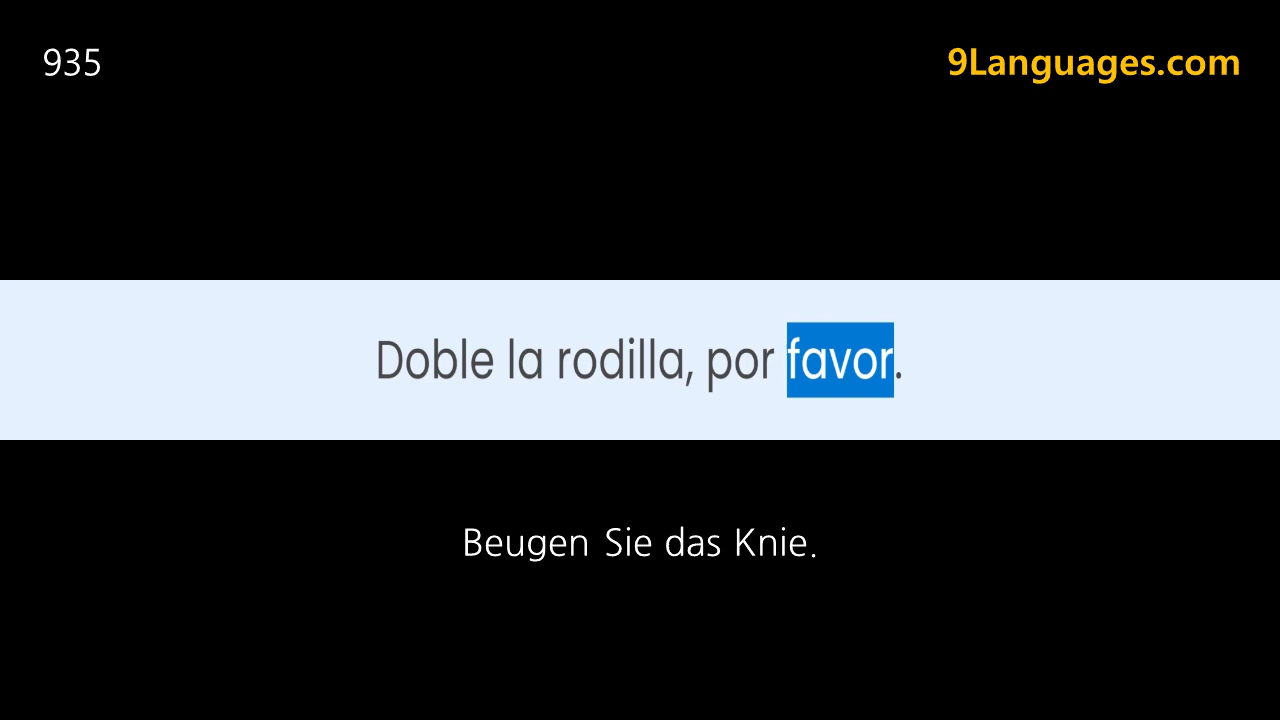 935
9Languages.com
Doble la rodilla, por favor.
Beugen Sie das Knie.